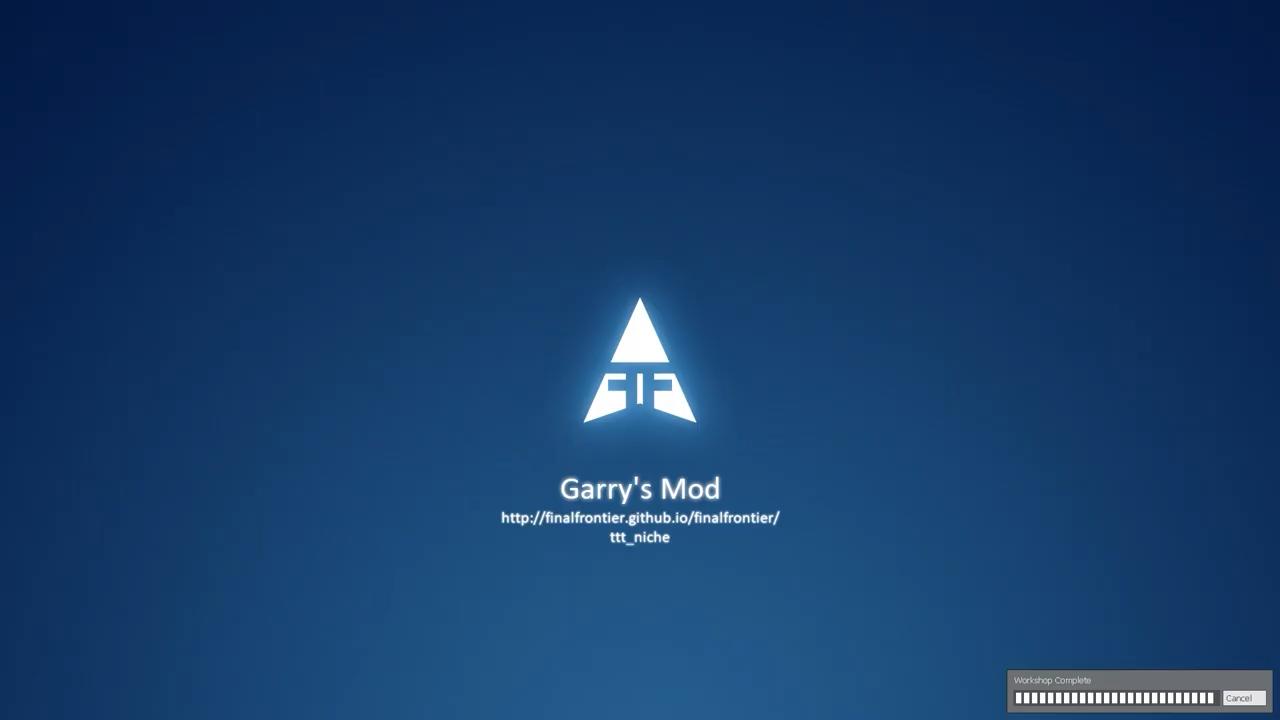 Garry's Mod
http://finalfrontier.github.io/finalfrontier/
ttt_niche
Workshop Complete
Cancel